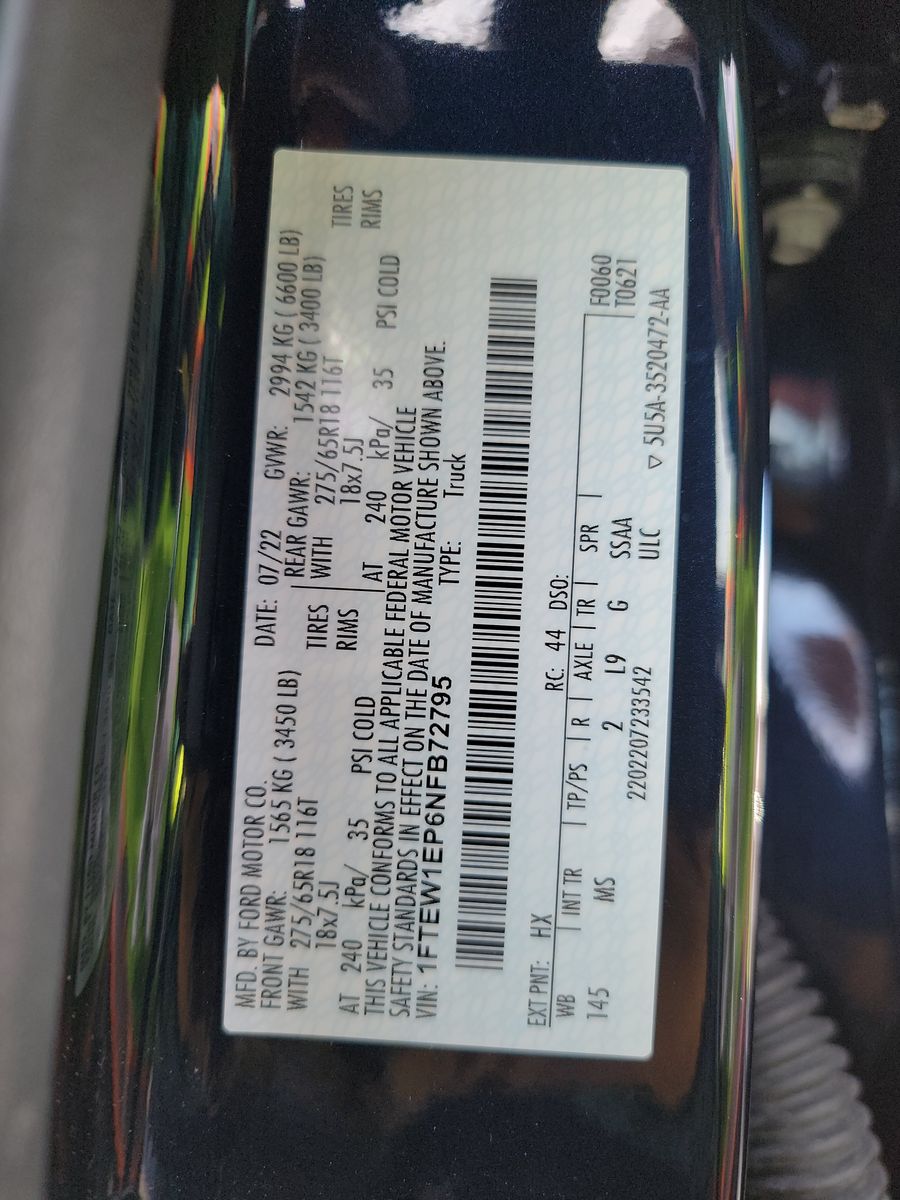 MFD. BY FORD MOTOR CO. DATE: 07/22 GVWR: 2994 KG ( 6600 LB)
FRONT GAWR: 1565 KG ( 3450 LB) REAR GAWR: 1542 KG ( 3400 LB)
WITH 275/65R18 116T TIRES WITH 275/65R18 116T TIRES
18x7.5J RIMS 18x7.5J RIMS
AT 240 kPa/ 35 PSI COLD AT 240 kPa/ 35 PSI COLD
THIS VEHICLE CONFORMS TO ALL APPLICABLE FEDERAL MOTOR VEHICLE
SAFETY STANDARDS IN EFFECT ON THE DATE OF MANUFACTURE SHOWN ABOVE.
VIN: 1FTEW1EP6NFB72795 TYPE: Truck
EXT PNT: HX RC: 44 DSO:
WB INT TR TP/PS R AXLE TR SPR F0060
145 MS 2 L9 G SSAA T0621
2202207233542 ULC ▽ 5U5A-3520472-AA